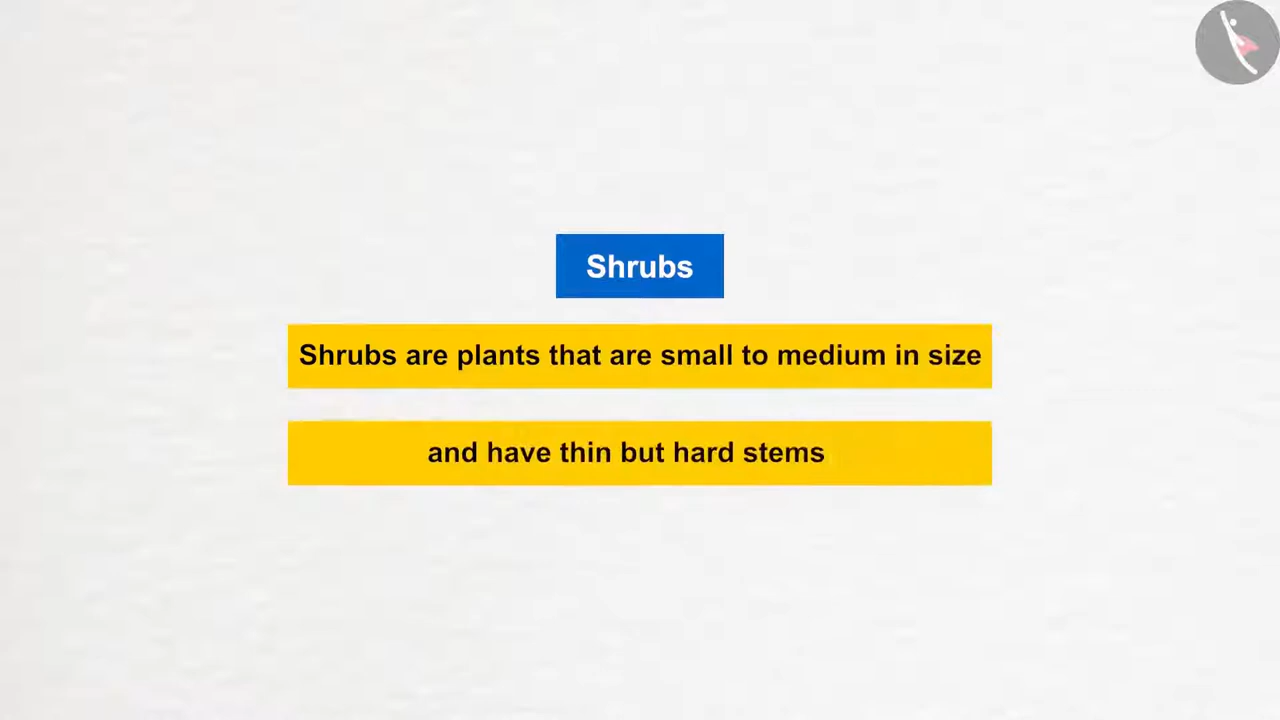 Shrubs
Shrubs are plants that are small to medium in size
and have thin but hard stems